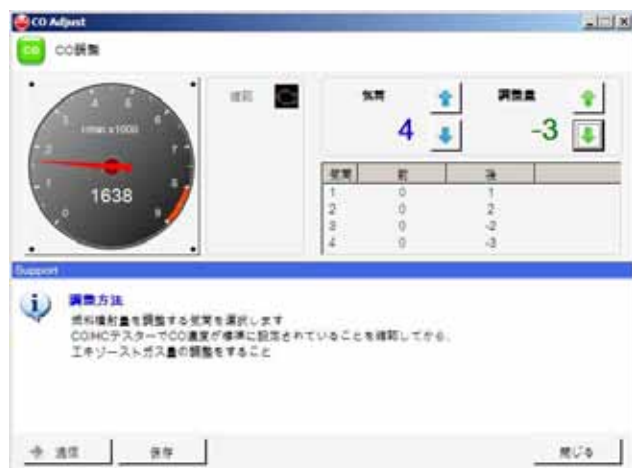 CO Adjust
CO CO調整
確認
気筒
4
調整量
-3
r/min x1000
0 1 2 3 4 5 6 7 8 9
1638
気筒 前 後
1 0 1
2 0 2
3 0 -2
4 0 -3
Support
調整方法
燃料噴射量を調整する気筒を選択します
CO/HCテスターでCO濃度が標準に設定されていることを確認してから、
エキゾーストガス量の調整をすること
送信
保存
閉じる